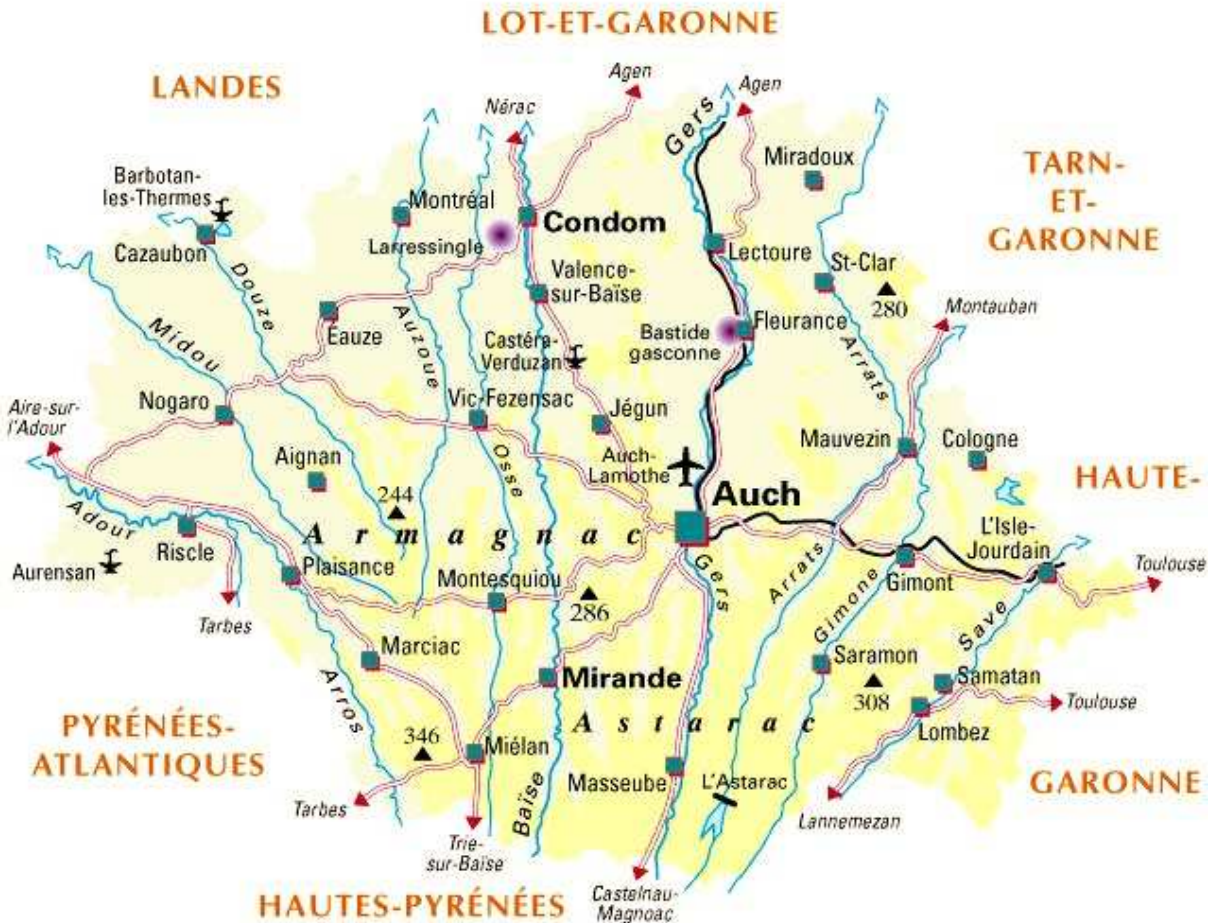 LOT-ET-GARONNE
LANDES
Agen
Agen
Nérac
Gers
Miradoux
TARN-
ET-
GARONNE
Barbotan-
les-Thermes
Montréal
Cazaubon
Larressingle
Condom
Lectoure
St-Clar
280
Douze
Valence-
sur-Baïse
Montauban
Midou
Eauze
Auzoue
Castéra-
Verduzan
Bastide
gasconne
Fleurance
Arrats
Aire-sur-
l'Adour
Nogaro
Vic-Fezensac
Jégun
Mauvezin
Cologne
Aignan
Osse
Auch-
Lamothe
244
Auch
HAUTE-
Adour
Riscle
Armagnac
L'Isle-
Jourdain
Aurensan
Plaisance
Montesquiou
286
Gers
Arrats
Gimone
Gimont
Toulouse
Tarbes
Save
Marciac
Mirande
Saramon
308
Samatan
Toulouse
Arros
PYRÉNÉES-
ATLANTIQUES
Astarac
Lombez
346
Miélan
Masseube
L'Astarac
GARONNE
Tarbes
Baïse
Lannemezan
Trie-
sur-Baïse
HAUTES-PYRÉNÉES
Castelnau-
Magnoac